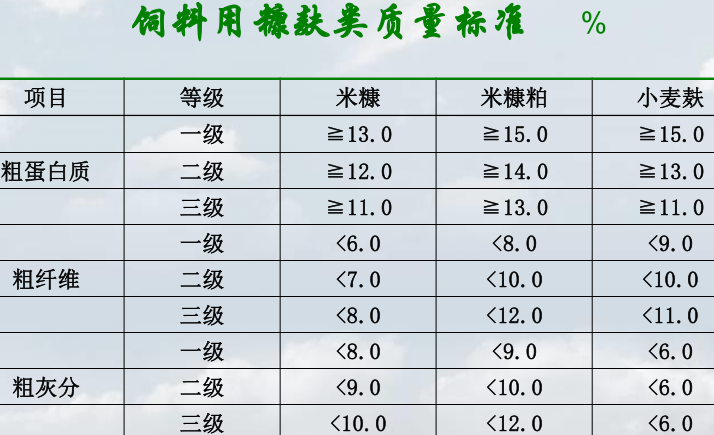 饲料用糠麸类质量标准 %
项目 等级 米糠 米糠粕 小麦麸
一级 ≧13.0 ≧15.0 ≧15.0
粗蛋白质 二级 ≧12.0 ≧14.0 ≧13.0
三级 ≧11.0 ≧13.0 ≧11.0
一级 <6.0 <8.0 <9.0
粗纤维 二级 <7.0 <10.0 <10.0
三级 <8.0 <12.0 <11.0
一级 <8.0 <9.0 <6.0
粗灰分 二级 <9.0 <10.0 <6.0
三级 <10.0 <12.0 <6.0